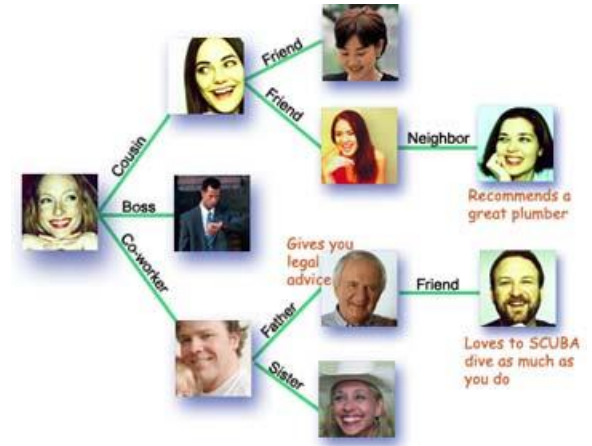 Friend
Friend
Cousin
Neighbor
Recommends a
great plumber
Boss
Co-worker
Gives you
legal
advice
Father
Friend
Sister
Loves to SCUBA
dive as much as
you do